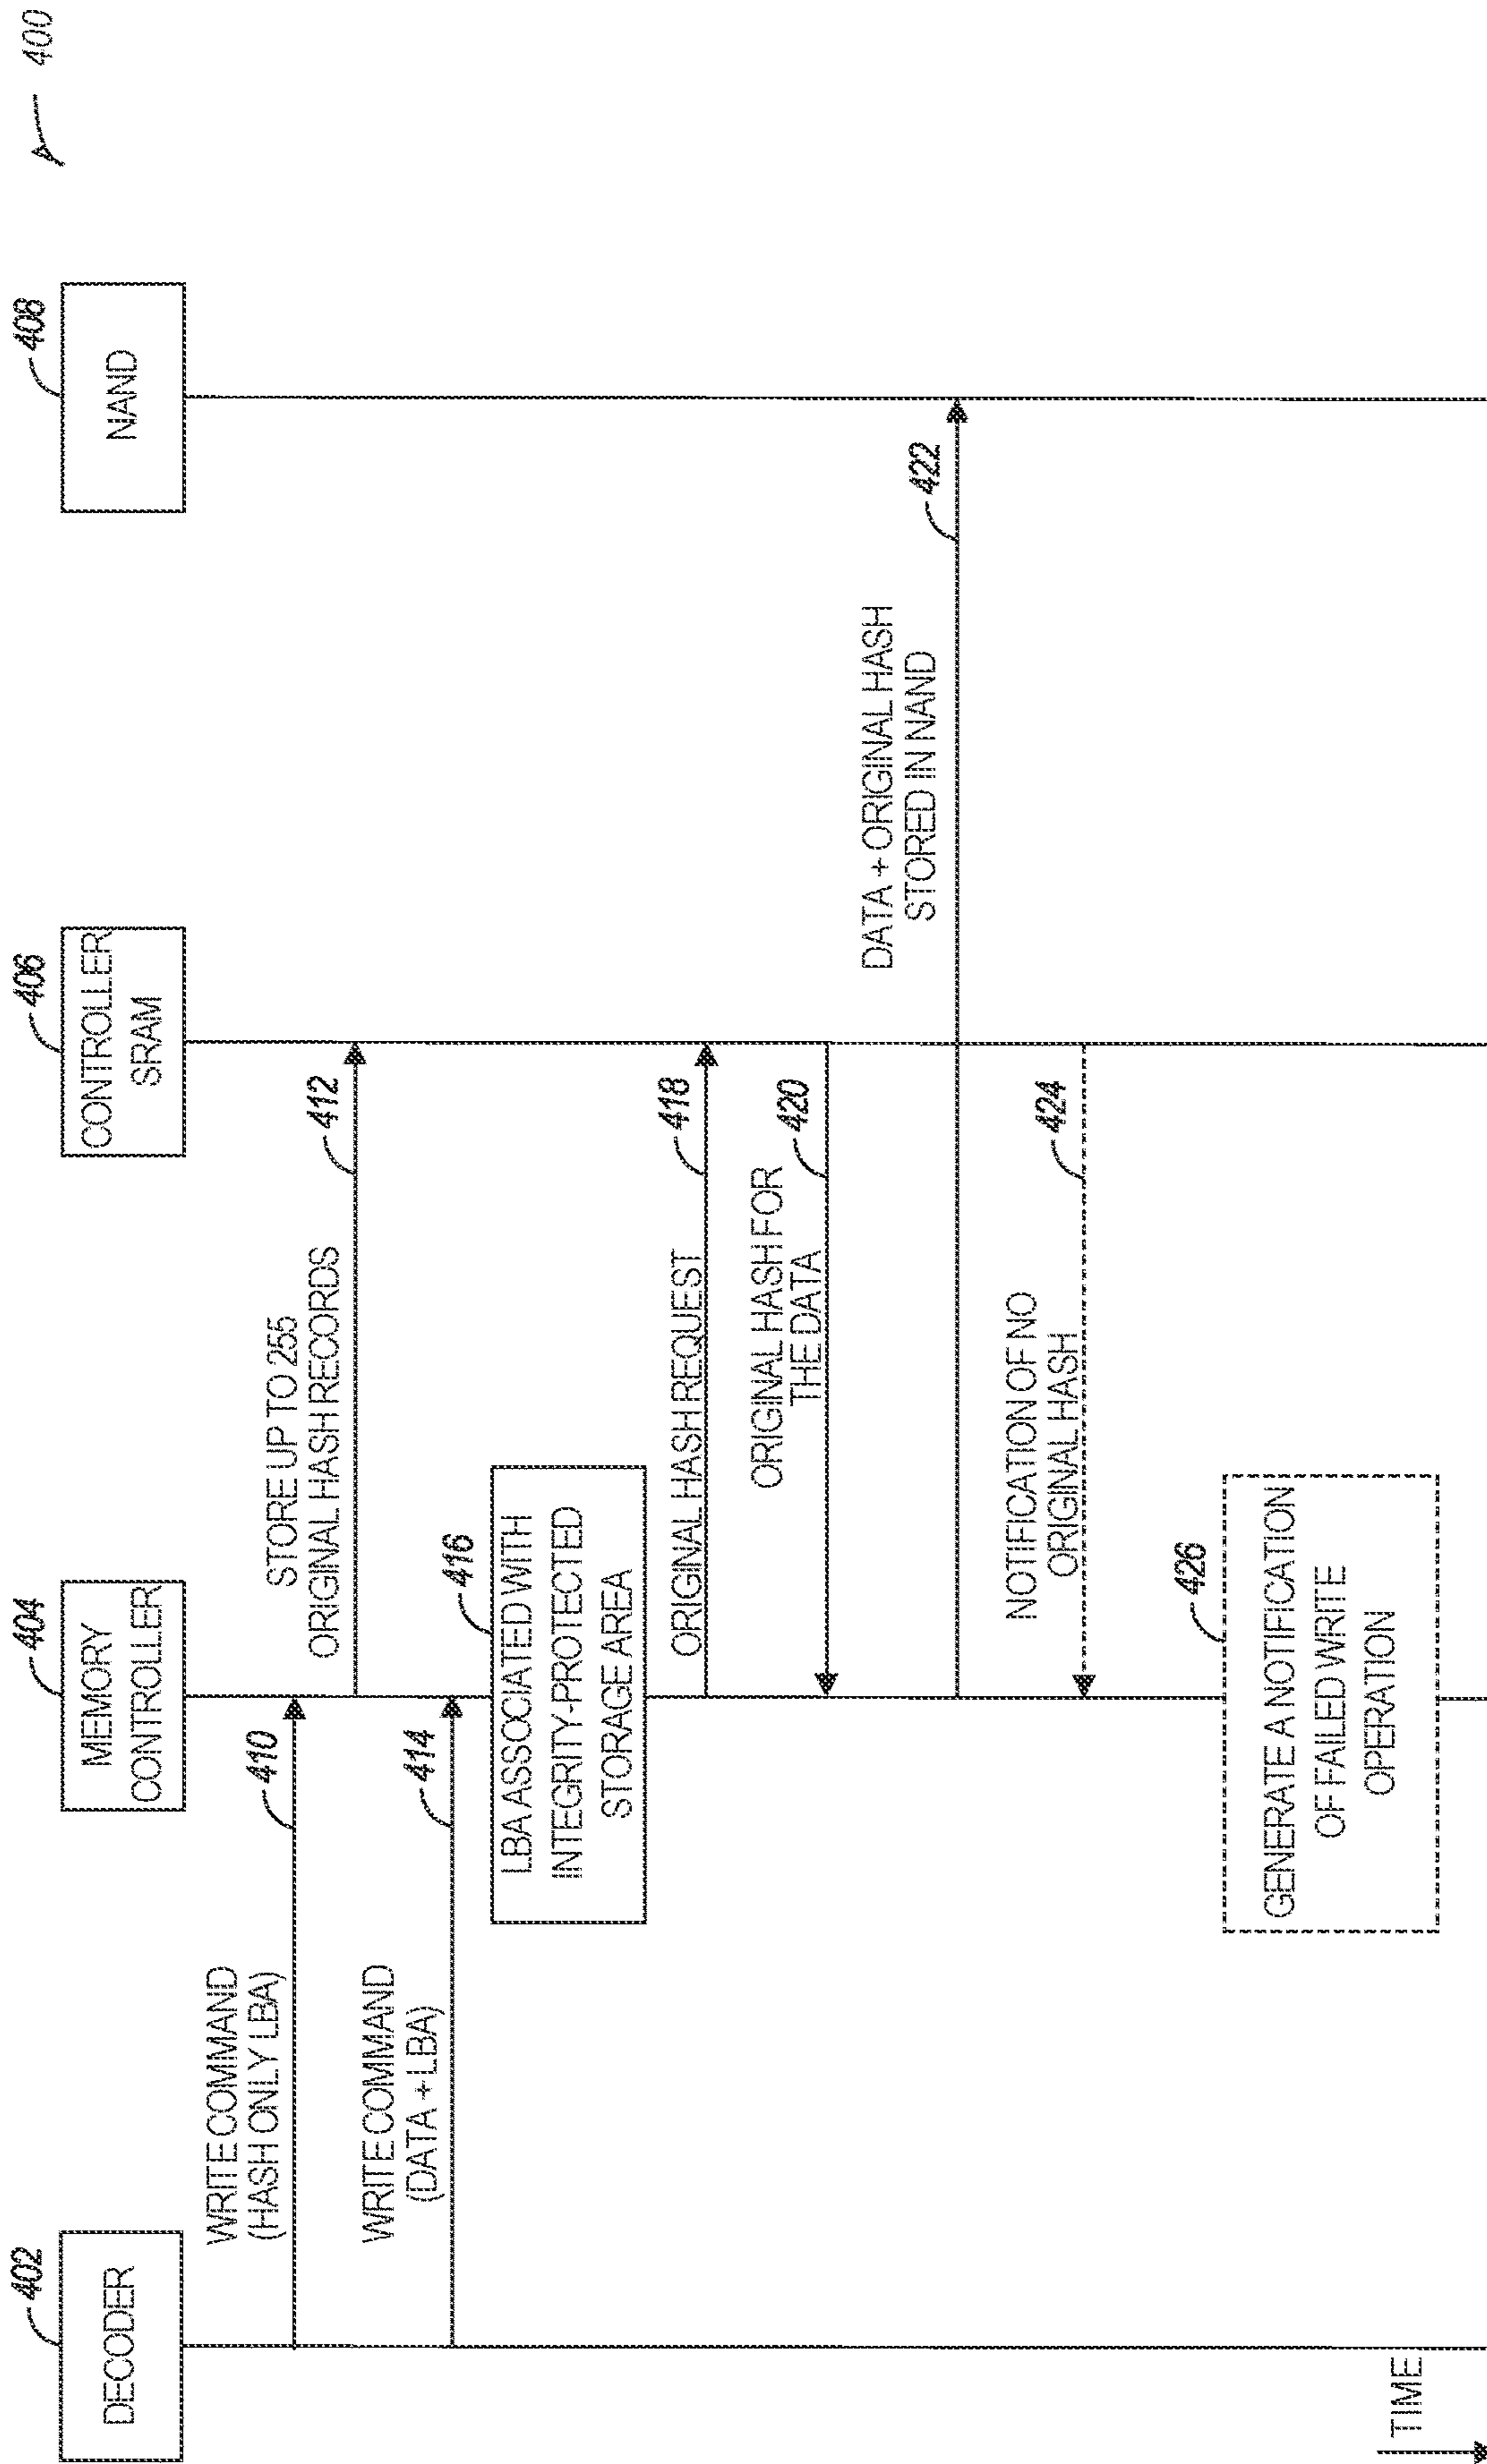 400
402
DECODER
404
MEMORY
CONTROLLER
406
CONTROLLER
SRAM
408
NAND
WRITE COMMAND
(HASH ONLY LBA)
410
STORE UP TO 255
ORIGINAL HASH RECORDS
412
WRITE COMMAND
(DATA + LBA)
414
416
LBA ASSOCIATED WITH
INTEGRITY-PROTECTED
STORAGE AREA
ORIGINAL HASH REQUEST
418
ORIGINAL HASH FOR
THE DATA
420
DATA + ORIGINAL HASH
STORED IN NAND
422
NOTIFICATION OF NO
ORIGINAL HASH
424
426
GENERATE A NOTIFICATION
OF FAILED WRITE
OPERATION
TIME